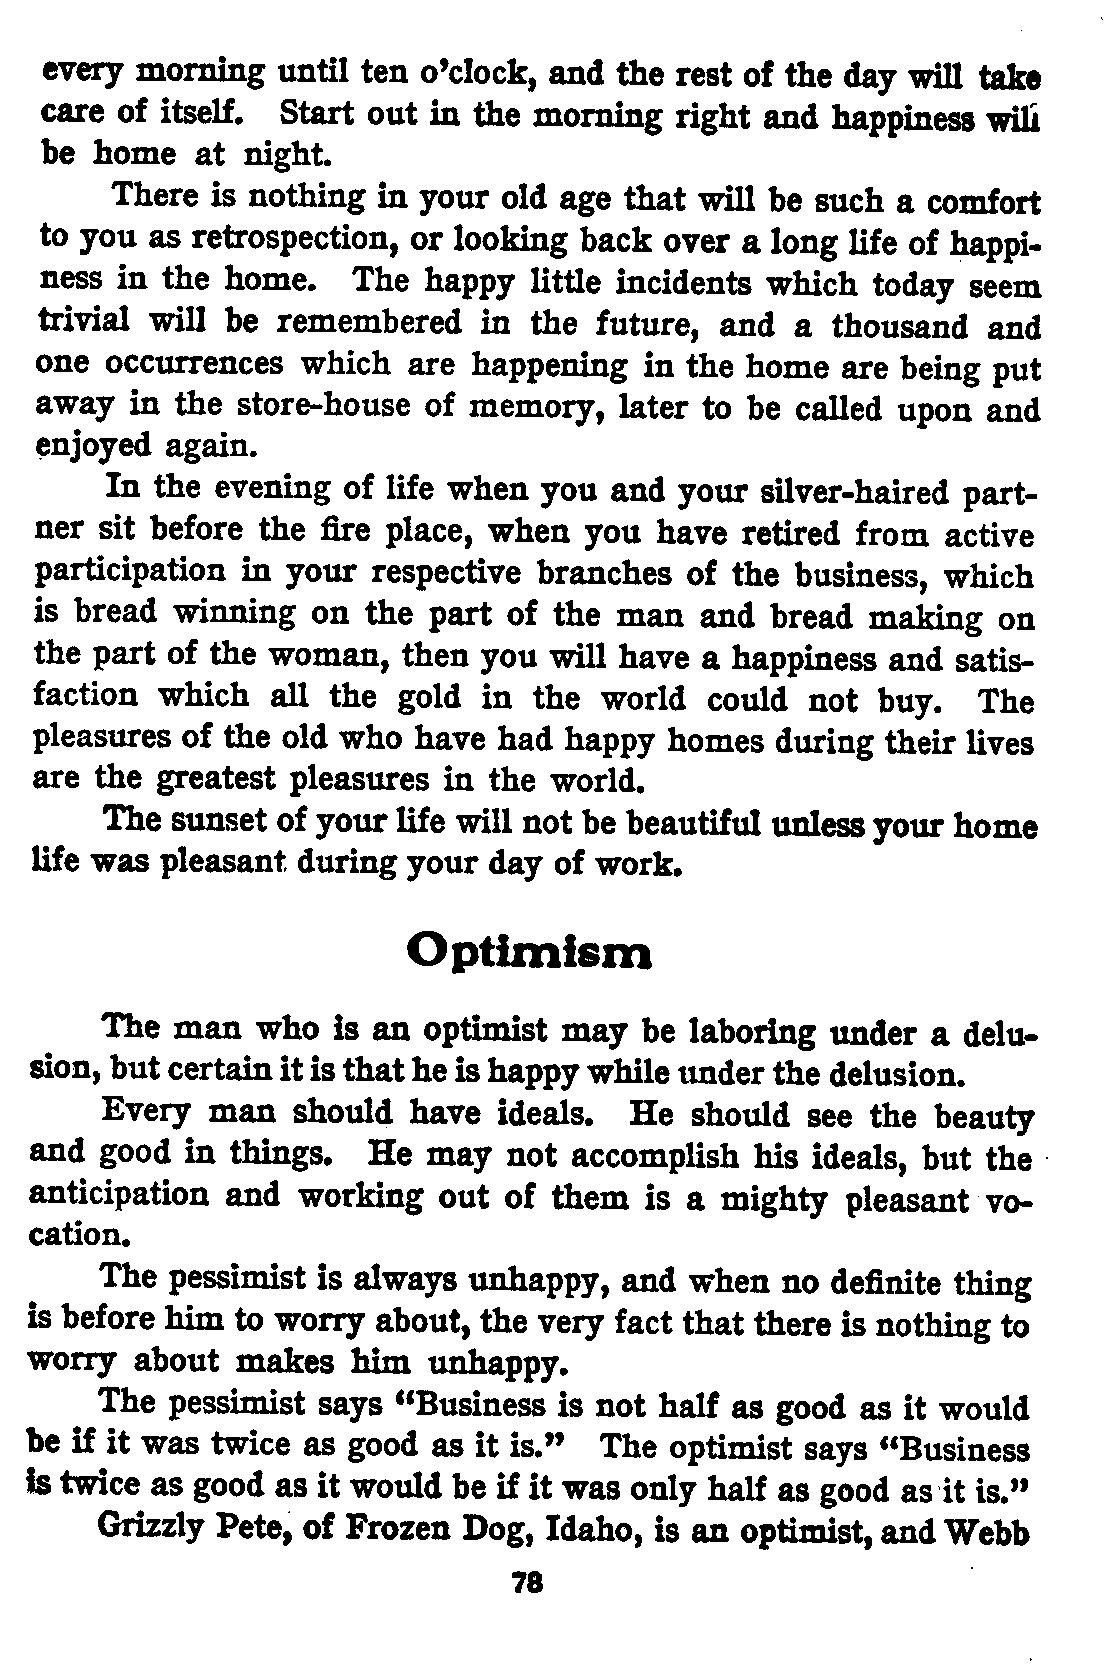 every morning until ten o'clock, and the rest of the day will take
care of itself. Start out in the morning right and happiness will
be home at night.
There is nothing in your old age that will be such a comfort
to you as retrospection, or looking back over a long life of happi-
ness in the home. The happy little incidents which today seem
trivial will be remembered in the future, and a thousand and
one occurrences which are happening in the home are being put
away in the store-house of memory, later to be called upon and
enjoyed again.
In the evening of life when you and your silver-haired part-
ner sit before the fire place, when you have retired from active
participation in your respective branches of the business, which
is bread winning on the part of the man and bread making on
the part of the woman, then you will have a happiness and satis-
faction which all the gold in the world could not buy. The
pleasures of the old who have had happy homes during their lives
are the greatest pleasures in the world.
The sunset of your life will not be beautiful unless your home
life was pleasant during your day of work.
Optimism
The man who is an optimist may be laboring under a delu-
sion, but certain it is that he is happy while under the delusion.
Every man should have ideals. He should see the beauty
and good in things. He may not accomplish his ideals, but the
anticipation and working out of them is a mighty pleasant vo-
cation.
The pessimist is always unhappy, and when no definite thing
is before him to worry about, the very fact that there is nothing to
worry about makes him unhappy.
The pessimist says "Business is not half as good as it would
be if it was twice as good as it is." The optimist says "Business
is twice as good as it would be if it was only half as good as it is."
Grizzly Pete, of Frozen Dog, Idaho, is an optimist, and Webb
78